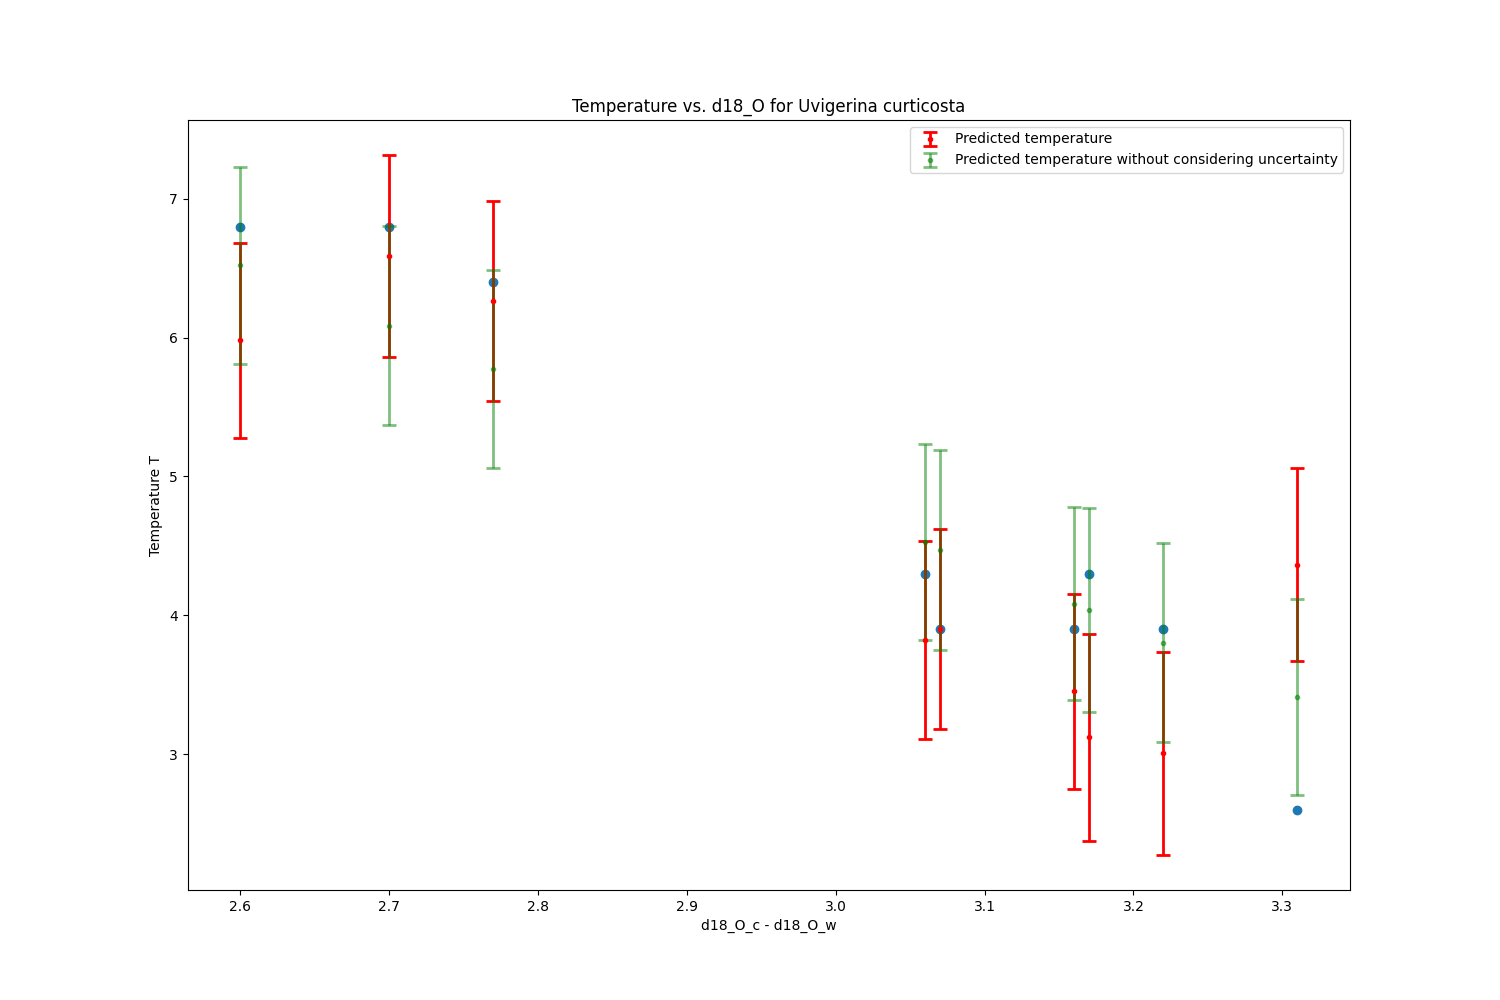 Temperature vs. d18_O for Uvigerina curticosta
Predicted temperature
Predicted temperature without considering uncertainty
7
6
5
4
3
Temperature T
2.6 2.7 2.8 2.9 3.0 3.1 3.2 3.3
d18_O_c - d18_O_w